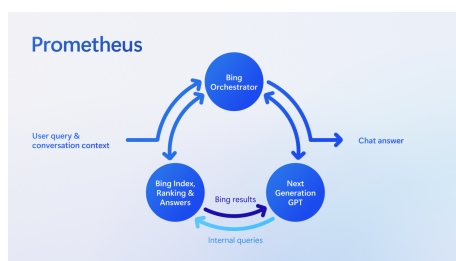 Prometheus
Bing
Orchestrator
User query &
conversation context
Chat answer
Bing Index,
Ranking &
Answers
Next
Generation
GPT
Bing results
Internal queries